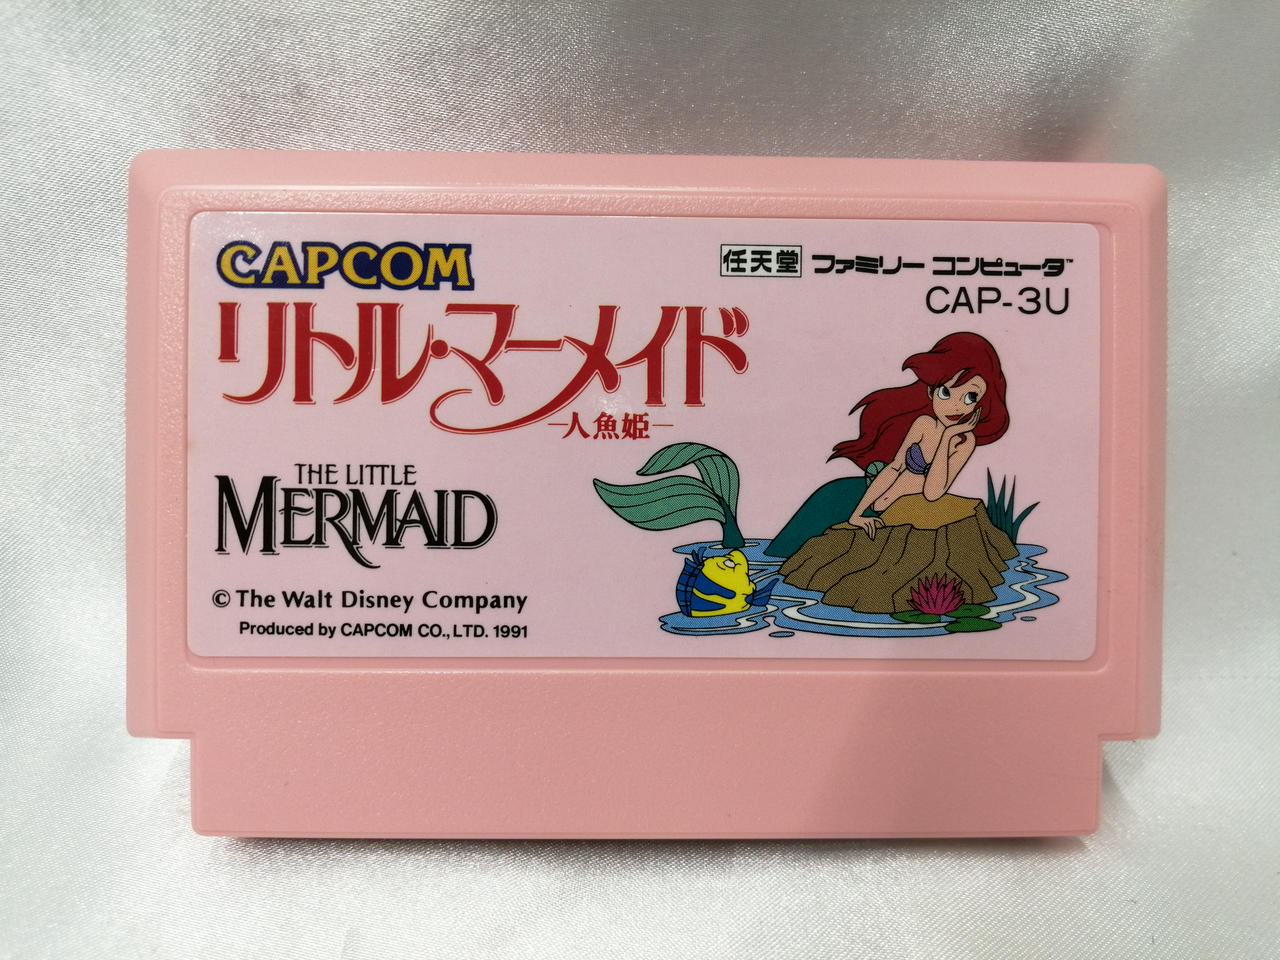 CAPCOM
任天堂 ファミリーコンピュータ™
CAP-3U
リトル・マーメイド
—人魚姫—
THE LITTLE
MERMAID
© The Walt Disney Company
Produced by CAPCOM CO., LTD. 1991